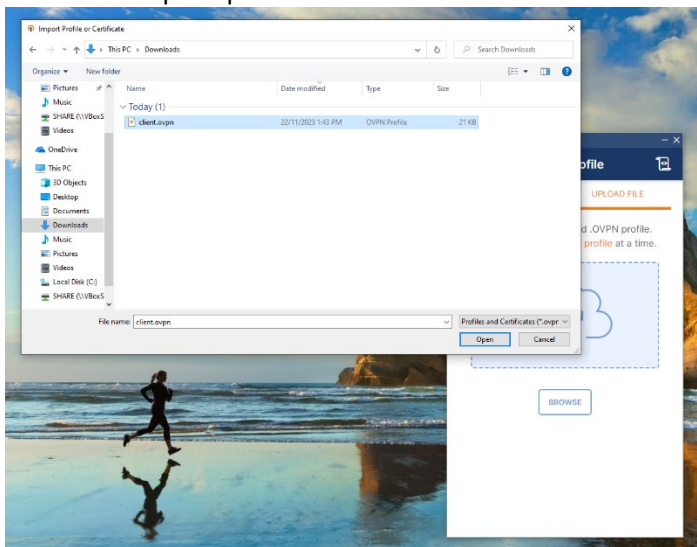 Import Profile or Certificate
This PC > Downloads
Search Downloads
Organize
New folder
Name
Date modified
Type
Size
Today (1)
client.ovpn
22/11/2023 1:43 PM
OVPN Profile
21 KB
Pictures
Music
SHARE (\\VBoxS
Videos
OneDrive
This PC
3D Objects
Desktop
Documents
Downloads
Music
Pictures
Videos
Local Disk (C:)
SHARE (\\VBoxS
File name:
client.ovpn
Profiles and Certificates (*.ovpr
Open
Cancel
ofile
UPLOAD FILE
d .OVPN profile.
profile at a time.
BROWSE